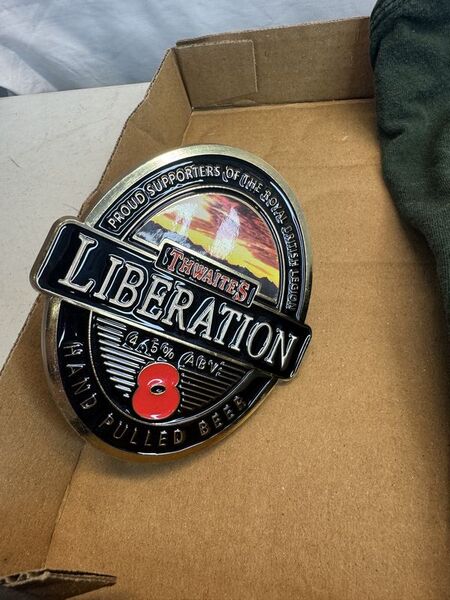 PROUD SUPPORTERS OF THE ROYAL BRITISH LEGION
THWAITES
LIBERATION
4.5% ABV
HAND PULLED BEER